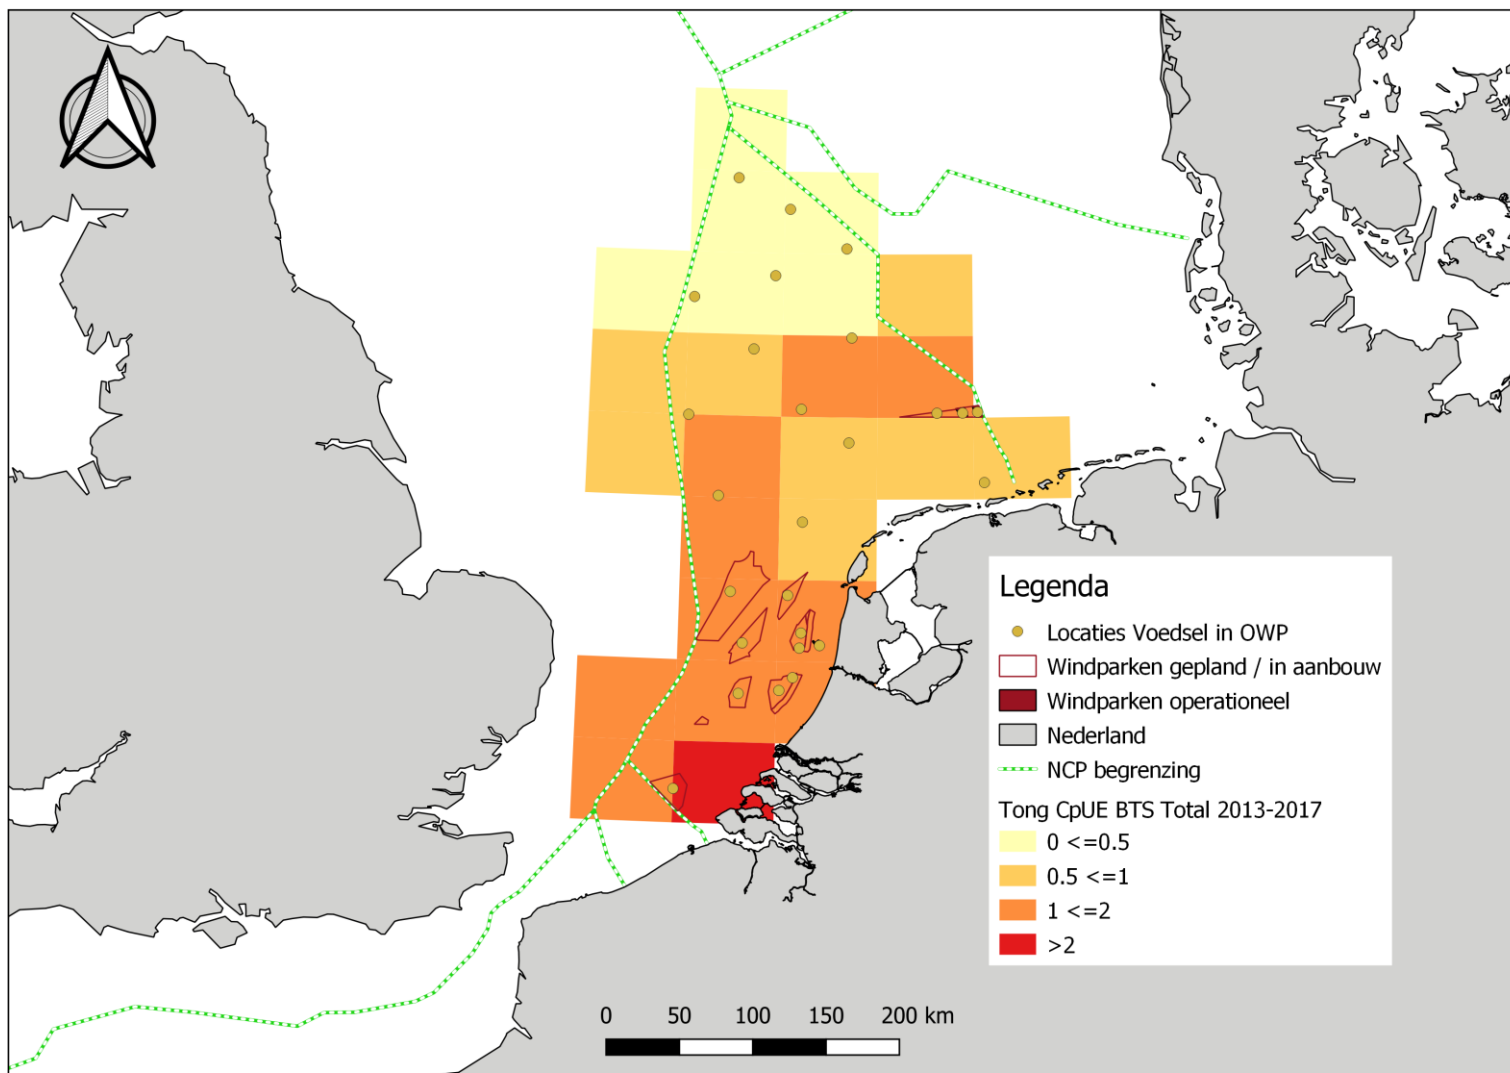 Legenda
Locaties Voedsel in OWP
Windparken gepland / in aanbouw
Windparken operationeel
Nederland
NCP begrenzing
Tong CpUE BTS Total 2013-2017
0 <=0.5
0.5 <=1
1 <=2
>2
0 50 100 150 200 km